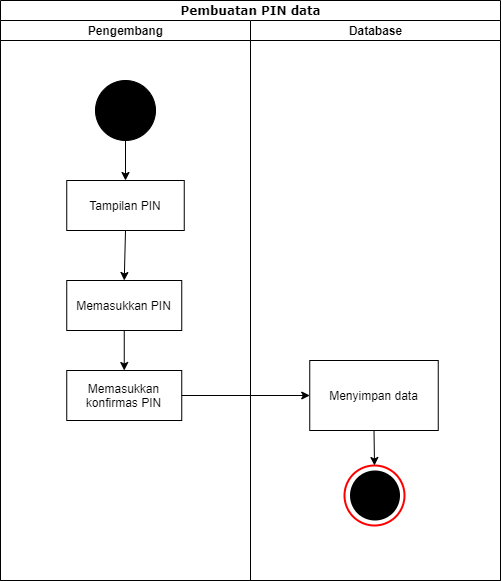 Pembuatan PIN data
Pengembang
Database
Tampilan PIN
Memasukkan PIN
Memasukkan
konfirmas PIN
Menyimpan data